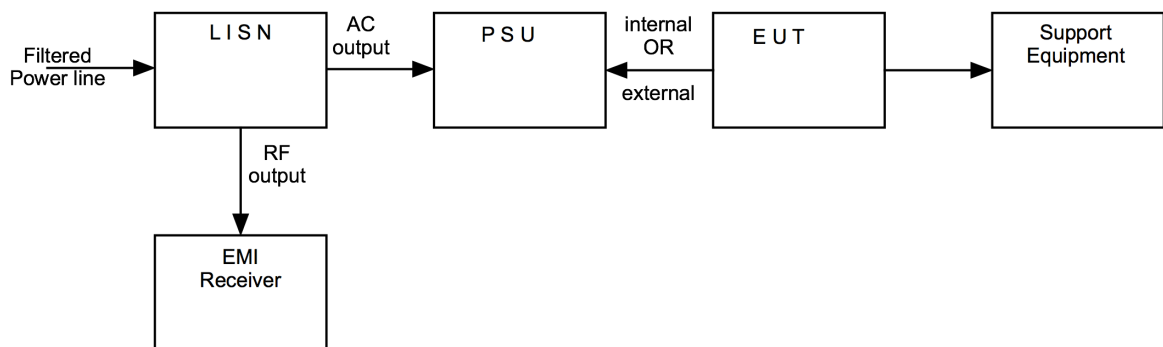 Filtered
Power line
L I S N
AC
output
P S U
internal
OR
external
E U T
Support
Equipment
RF
output
EMI
Receiver